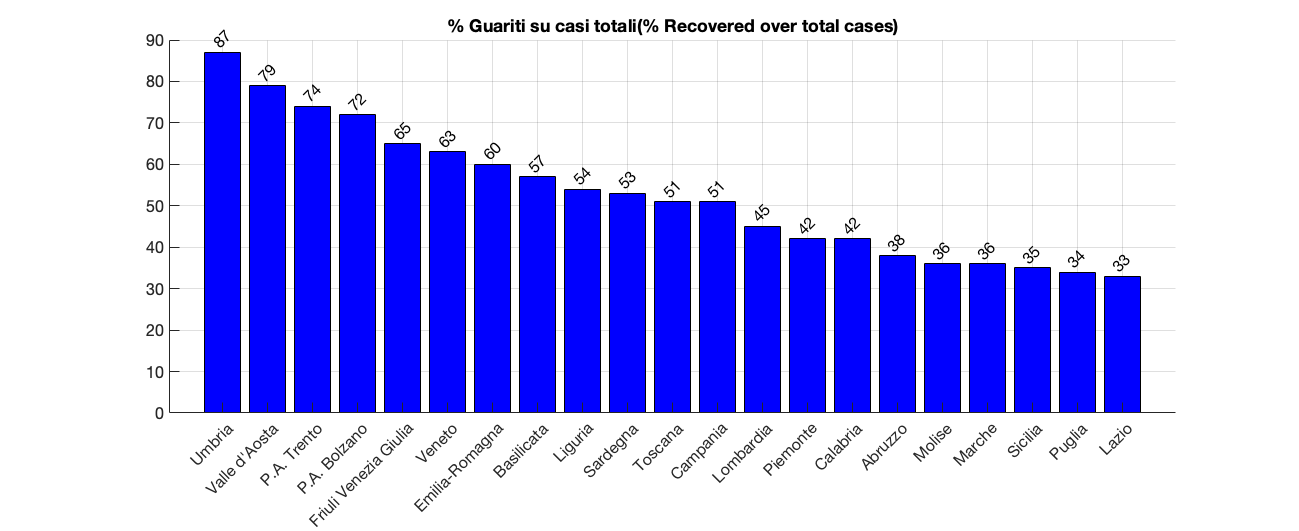 % Guariti su casi totali(% Recovered over total cases)
90
80
70
60
50
40
30
20
10
0
87
79
74
72
65
63
60
57
54
53
51
51
45
42
42
38
36
36
35
34
33
Umbria
Valle d'Aosta
P.A. Trento
P.A. Bolzano
Friuli Venezia Giulia
Veneto
Emilia-Romagna
Basilicata
Liguria
Sardegna
Toscana
Campania
Lombardia
Piemonte
Calabria
Abruzzo
Molise
Marche
Sicilia
Puglia
Lazio